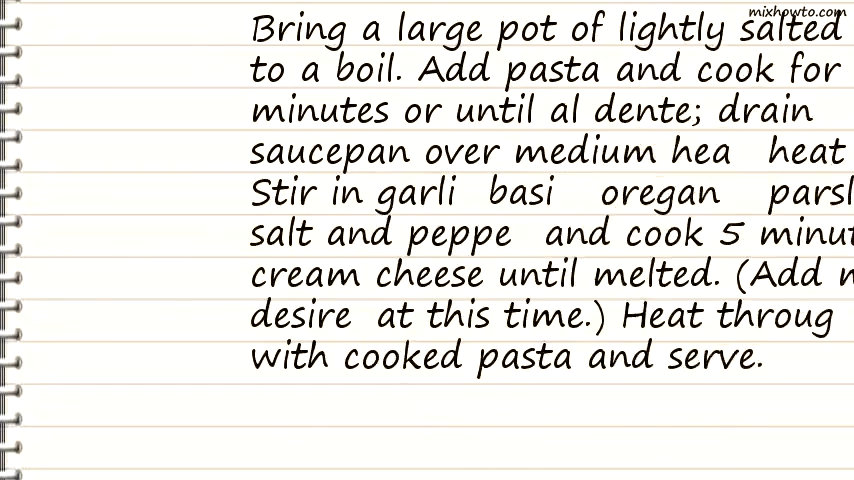 mixhowto.com
Bring a large pot of lightly salted
to a boil. Add pasta and cook for
minutes or until al dente; drain
saucepan over medium hea heat
Stir in garli basi oregan parsl
salt and peppe and cook 5 minut
cream cheese until melted. (Add m
desire at this time.) Heat throug
with cooked pasta and serve.